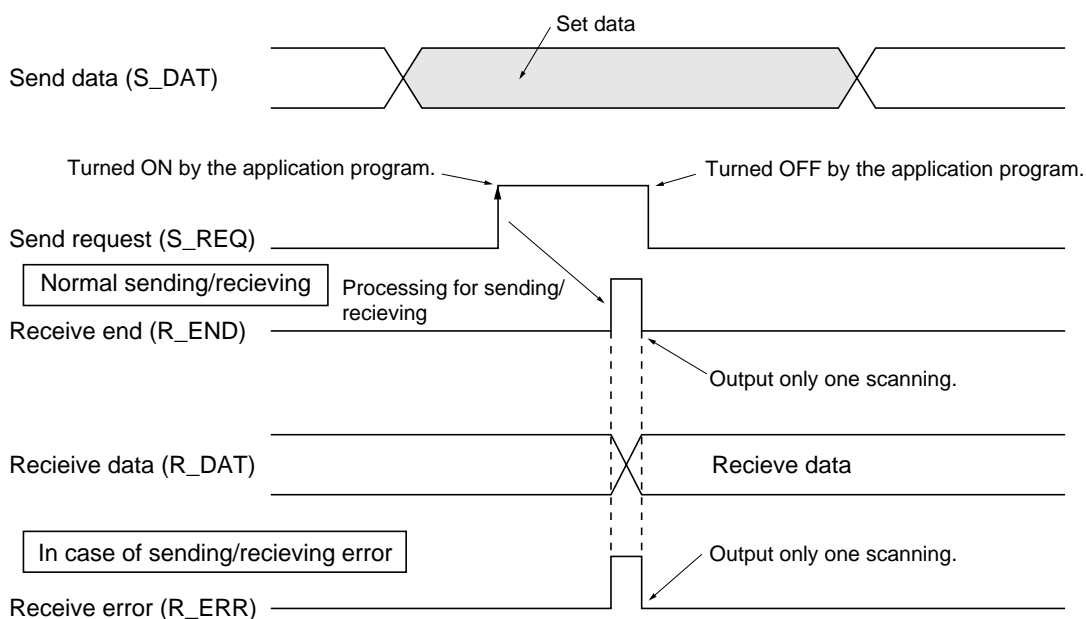 Set data
Send data (S_DAT)
Turned ON by the application program.
Turned OFF by the application program.
Send request (S_REQ)
Normal sending/recieving
Processing for sending/
recieving
Receive end (R_END)
Output only one scanning.
Recieive data (R_DAT)
Recieve data
In case of sending/recieving error
Output only one scanning.
Receive error (R_ERR)